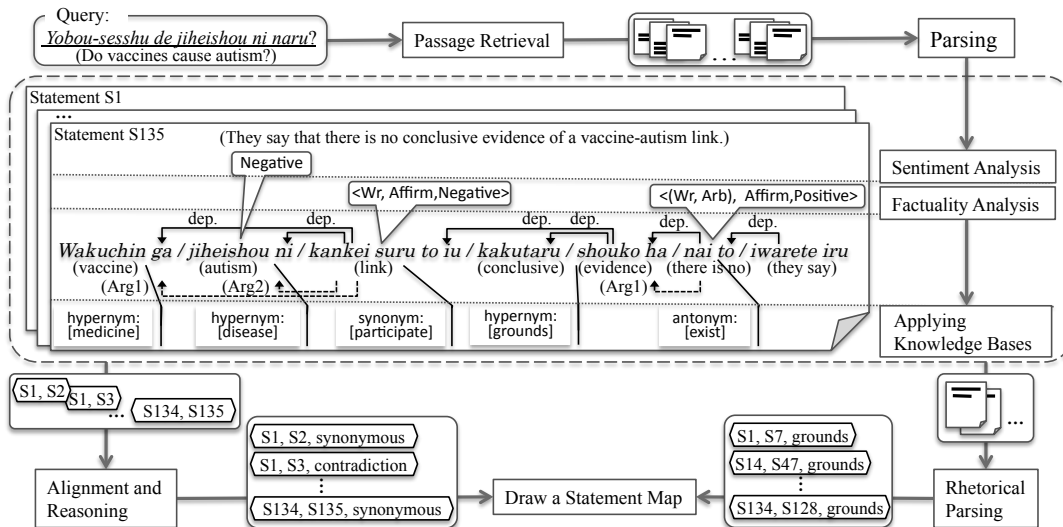 Query:
Yobou-sesshu de jiheishou ni naru?
(Do vaccines cause autism?)
Passage Retrieval
...
Parsing
Statement S1
...
Statement S135
(They say that there is no conclusive evidence of a vaccine-autism link.)
Negative
<Wr, Affirm,Negative>
<(Wr, Arb), Affirm,Positive>
Sentiment Analysis
Factuality Analysis
dep. dep. dep. dep. dep. dep.
Wakuchin ga / jiheishou ni / kankei suru to iu / kakutaru / shouko ha / nai to / iwarete iru
(vaccine) (autism) (link) (conclusive) (evidence) (there is no) (they say)
(Arg1) (Arg2) (Arg1)
hypernym:
[medicine]
hypernym:
[disease]
synonym:
[participate]
hypernym:
[grounds]
antonym:
[exist]
Applying
Knowledge Bases
S1, S2
S1, S3
...
S134, S135
S1, S2, synonymous
S1, S3, contradiction
...
S134, S135, synonymous
S1, S7, grounds
S14, S47, grounds
...
S134, S128, grounds
...
Alignment and
Reasoning
Draw a Statement Map
Rhetorical
Parsing